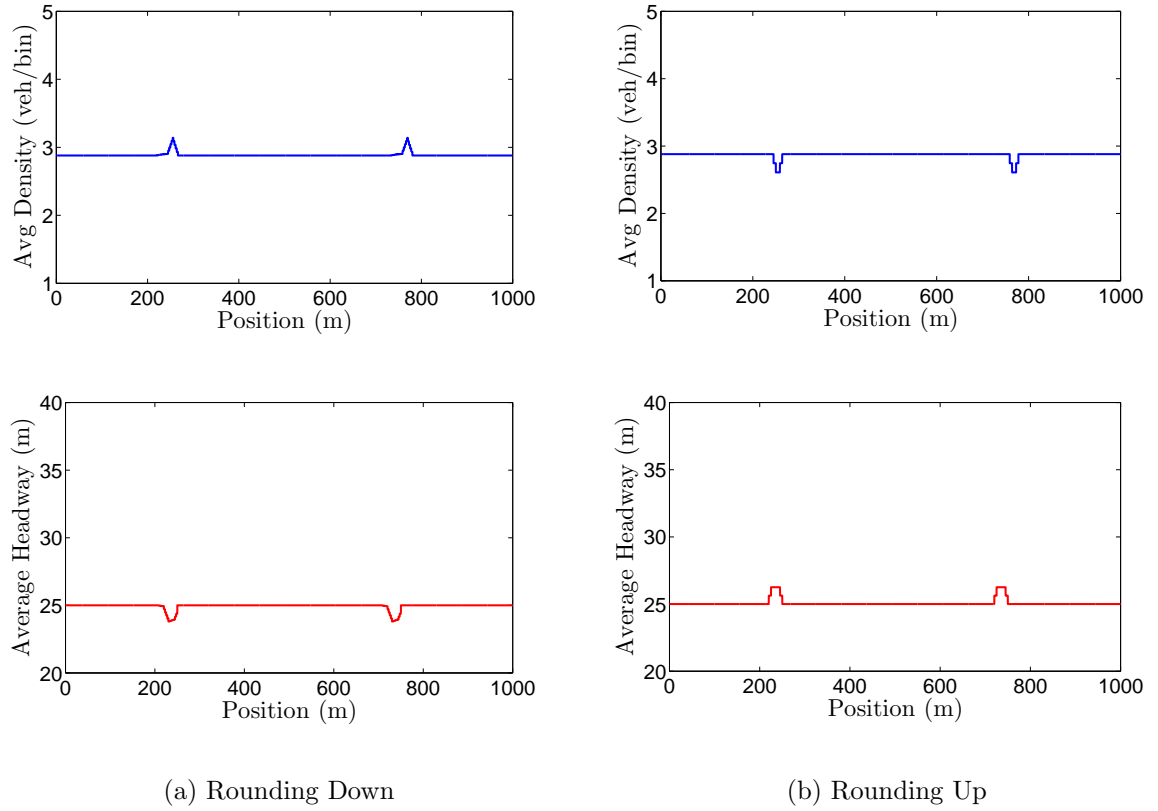 5
4
3
2
1
0 200 400 600 800 1000
Avg Density (veh/bin)
Position (m)
5
4
3
2
1
0 200 400 600 800 1000
Avg Density (veh/bin)
Position (m)
40
35
30
25
20
0 200 400 600 800 1000
Average Headway (m)
Position (m)
40
35
30
25
20
0 200 400 600 800 1000
Average Headway (m)
Position (m)
(a) Rounding Down
(b) Rounding Up